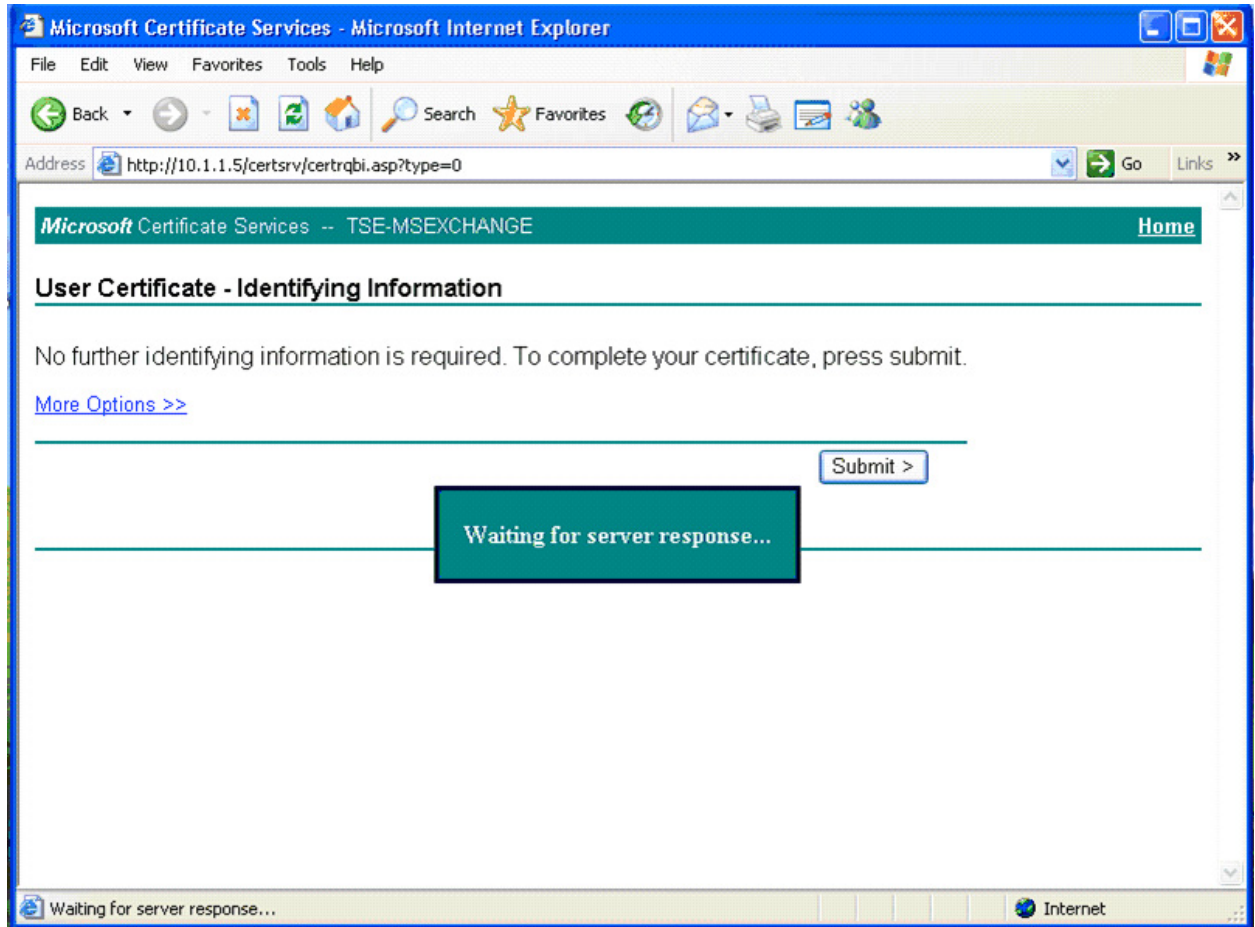 Microsoft Certificate Services - Microsoft Internet Explorer
File Edit View Favorites Tools Help
Back Search Favorites
Address http://10.1.1.5/certsrv/certrqbi.asp?type=0 Go Links »
Microsoft Certificate Services -- TSE-MSEXCHANGE Home
User Certificate - Identifying Information
No further identifying information is required. To complete your certificate, press submit.
More Options >>
Submit >
Waiting for server response...
Waiting for server response... Internet